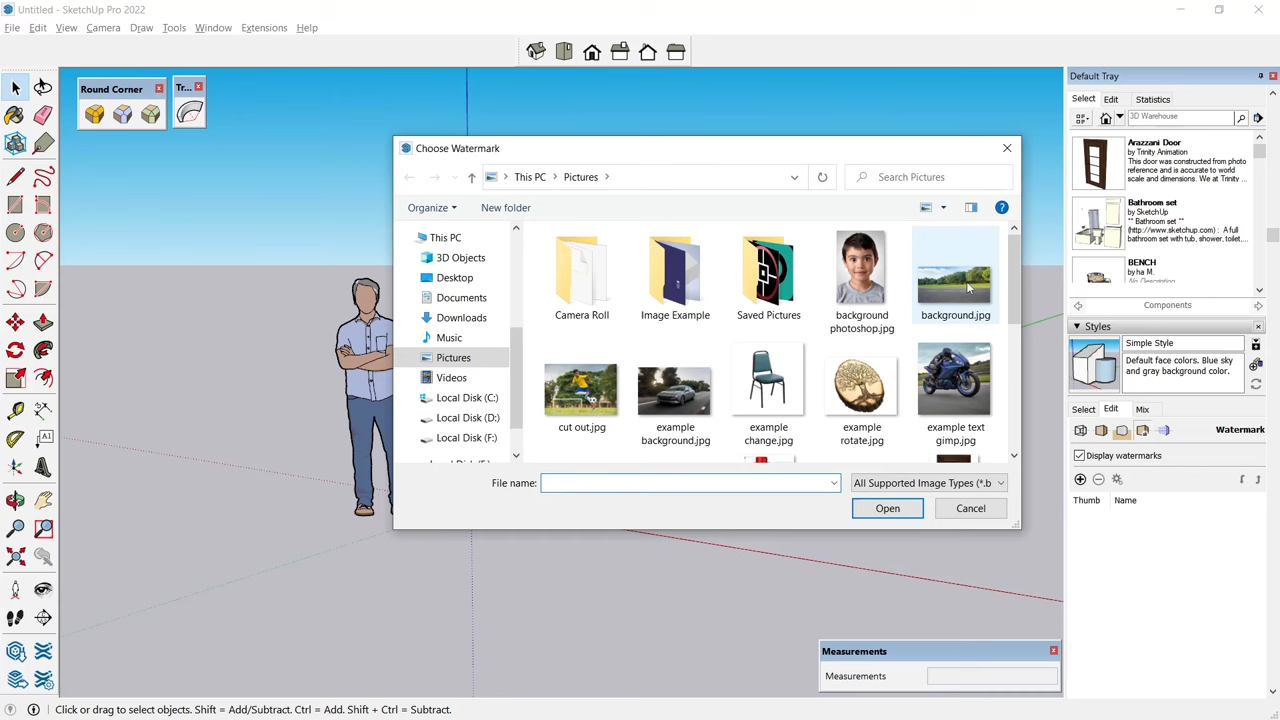 Untitled - SketchUp Pro 2022
File Edit View Camera Draw Tools Window Extensions Help
Round Corner
Tr...
Choose Watermark
This PC Pictures
Search Pictures
Organize New folder
This PC
3D Objects
Desktop
Documents
Downloads
Music
Pictures
Videos
Local Disk (C:)
Local Disk (D:)
Local Disk (F:)
Camera Roll
Image Example
Saved Pictures
background
photoshop.jpg
background.jpg
cut out.jpg
example
background.jpg
example
change.jpg
example
rotate.jpg
example text
gimp.jpg
File name:
All Supported Image Types (*.b
Open Cancel
Default Tray
Select Edit Statistics
3D Warehouse
Arazzani Door
by Trinity Animation
This door was constructed from photo
reference and is accurate to world
scale and dimensions. We at Trinity ...
Bathroom set
by SketchUp
** Bathroom set **
(http://www.sketchup.com) : A full
bathroom set with tub, shower, toilet,...
BENCH
by ha M.
Components
Styles
Simple Style
Default face colors. Blue sky
and gray background color.
Select Edit Mix
Watermark
Display watermarks
Thumb Name
Measurements
Measurements
Click or drag to select objects. Shift = Add/Subtract. Ctrl = Add. Shift + Ctrl = Subtract.